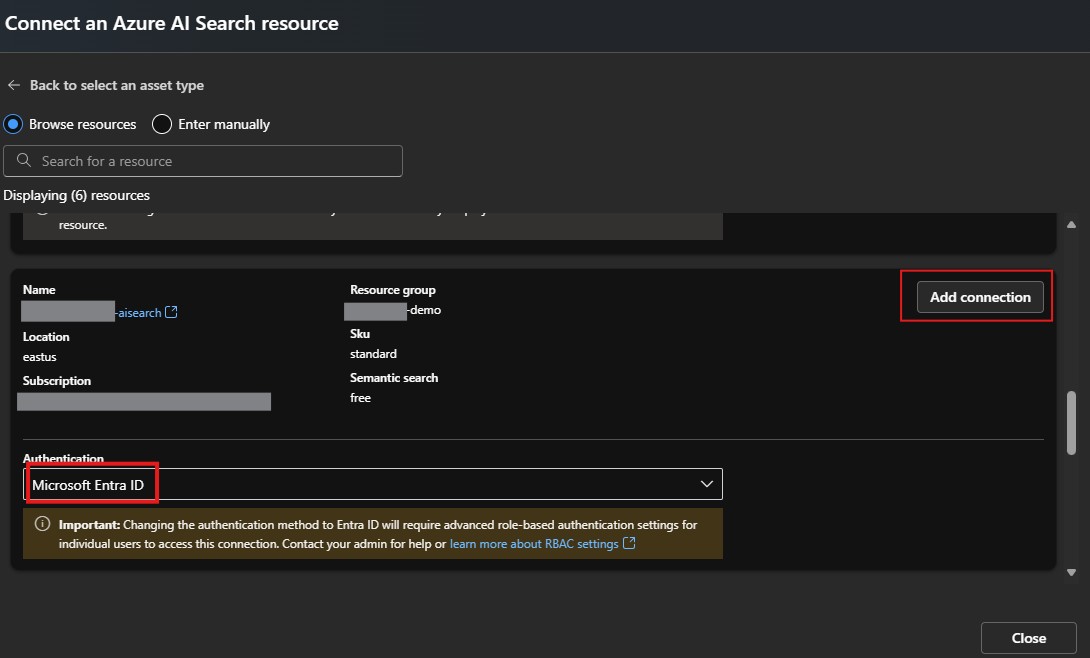 Connect an Azure AI Search resource
Back to select an asset type
Browse resources Enter manually
Search for a resource
Displaying (6) resources
resource.
Name Resource group Add connection
-aisearch -demo
Location Sku
eastus standard
Subscription Semantic search
free
Authentication
Microsoft Entra ID
Important: Changing the authentication method to Entra ID will require advanced role-based authentication settings for
individual users to access this connection. Contact your admin for help or learn more about RBAC settings
Close